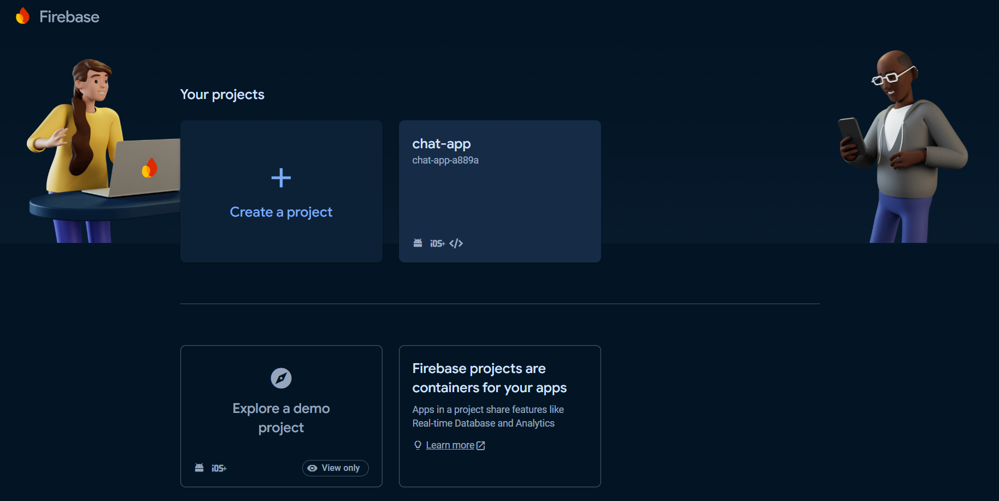 Firebase
Your projects
Create a project
chat-app
chat-app-a889a
iOS+ </>
Explore a demo
project
iOS+
View only
Firebase projects are
containers for your apps
Apps in a project share features like
Real-time Database and Analytics
Learn more